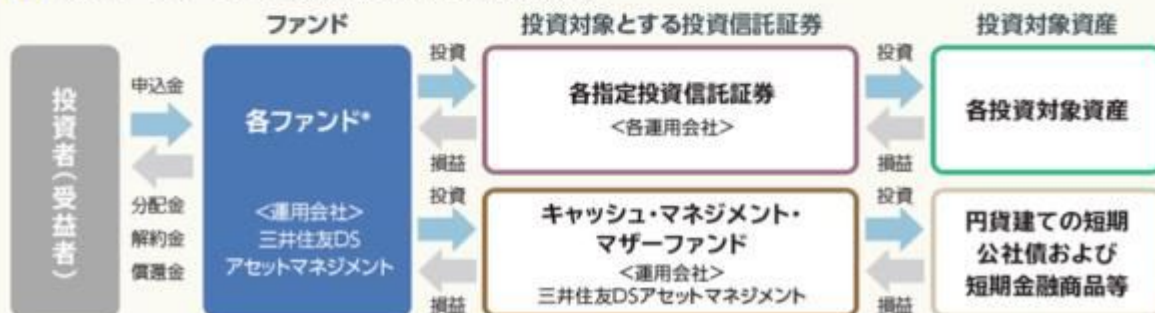 ファンド
投資対象とする投資信託証券
投資対象資産
投資者(受益者)
申込金
分配金
解約金
償還金
各ファンド*
<運用会社>
三井住友DS
アセットマネジメント
投資
損益
各指定投資信託証券
<各運用会社>
投資
損益
各投資対象資産
投資
損益
キャッシュ・マネジメント・
マザーファンド
<運用会社>
三井住友DSアセットマネジメント
投資
損益
円貨建ての短期
公社債および
短期金融商品等